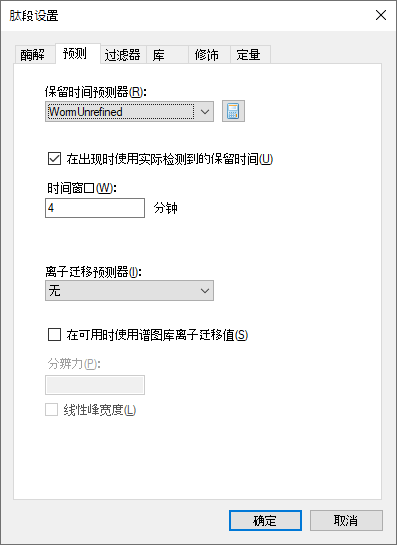 肽段设置
酶解 预测 过滤器 库 修饰 定量
保留时间预测器(R):
WormUnrefined
在出现时使用实际检测到的保留时间(U)
时间窗口(W):
4 分钟
离子迁移预测器(I):
无
在可用时使用谱图库离子迁移值(S)
分辨力(P):
线性峰宽度(L)
确定 取消